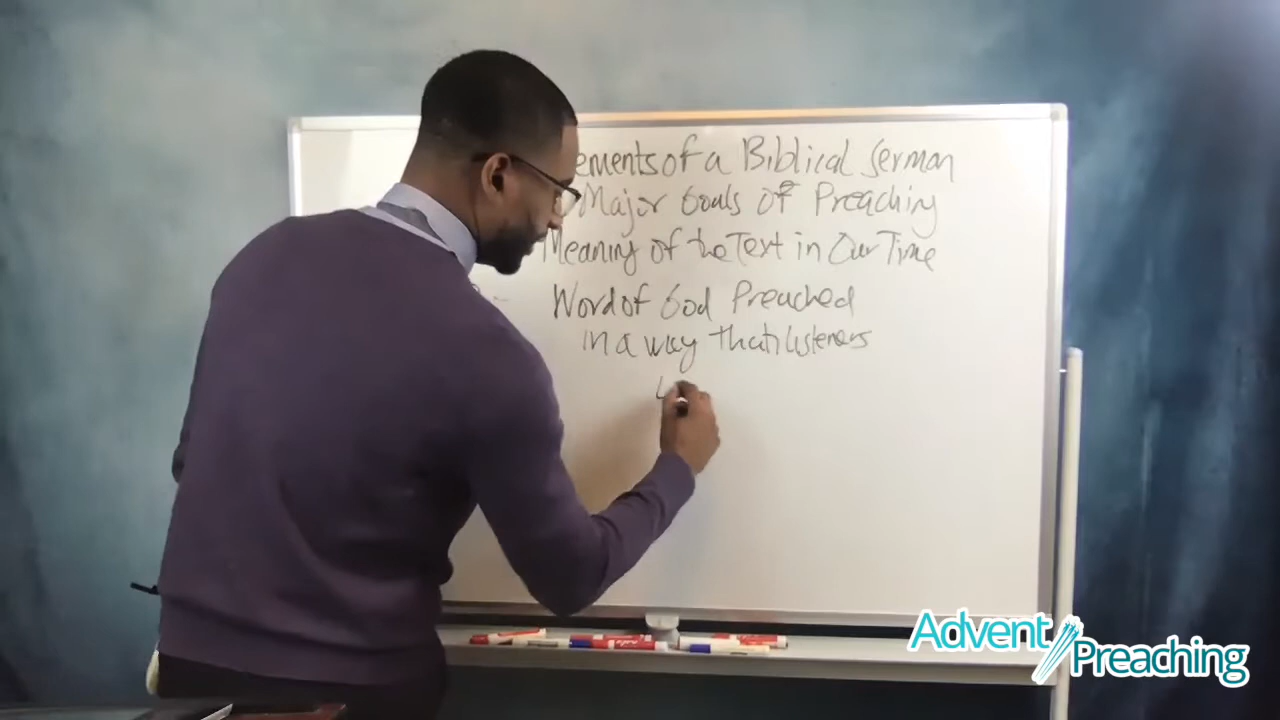 ements of a Biblical Sermon
Major Goals Of Preaching
Meaning of the Text in Our Time
Word of God Preached
in a way That Listeners
Advent Preaching